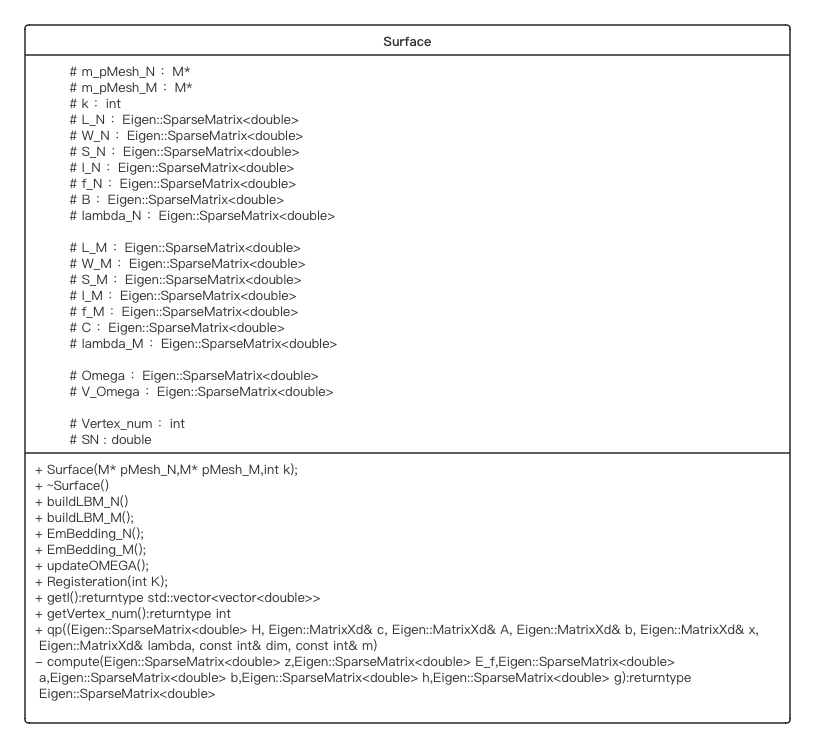 Surface
# m_pMesh_N : M*
# m_pMesh_M : M*
# k : int
# L_N : Eigen::SparseMatrix<double>
# W_N : Eigen::SparseMatrix<double>
# S_N : Eigen::SparseMatrix<double>
# I_N : Eigen::SparseMatrix<double>
# f_N : Eigen::SparseMatrix<double>
# B : Eigen::SparseMatrix<double>
# lambda_N : Eigen::SparseMatrix<double>
# L_M : Eigen::SparseMatrix<double>
# W_M : Eigen::SparseMatrix<double>
# S_M : Eigen::SparseMatrix<double>
# I_M : Eigen::SparseMatrix<double>
# f_M : Eigen::SparseMatrix<double>
# C : Eigen::SparseMatrix<double>
# lambda_M : Eigen::SparseMatrix<double>
# Omega : Eigen::SparseMatrix<double>
# V_Omega : Eigen::SparseMatrix<double>
# Vertex_num : int
# SN : double
+ Surface(M* pMesh_N,M* pMesh_M,int k);
+ ~Surface()
+ buildLBM_N()
+ buildLBM_M();
+ EmBedding_N();
+ EmBedding_M();
+ updateOMEGA();
+ Registeration(int K);
+ getI():returntype std::vector<vector<double>>
+ getVertex_num():returntype int
+ qp((Eigen::SparseMatrix<double> H, Eigen::MatrixXd& c, Eigen::MatrixXd& A, Eigen::MatrixXd& b, Eigen::MatrixXd& x,
Eigen::MatrixXd& lambda, const int& dim, const int& m)
- compute(Eigen::SparseMatrix<double> z,Eigen::SparseMatrix<double> E_f,Eigen::SparseMatrix<double>
a,Eigen::SparseMatrix<double> b,Eigen::SparseMatrix<double> h,Eigen::SparseMatrix<double> g):returntype
Eigen::SparseMatrix<double>